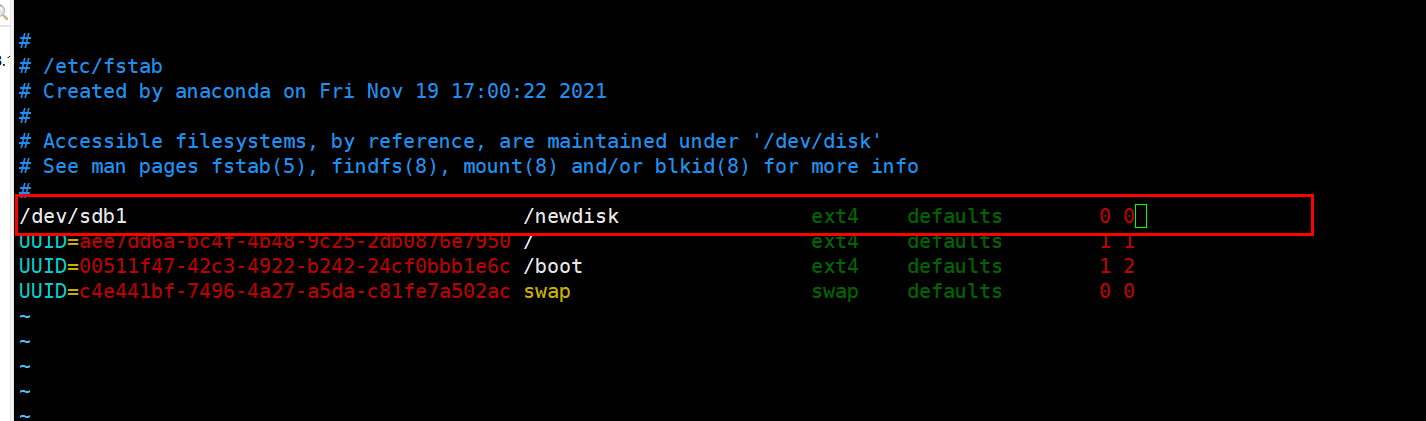 #
# /etc/fstab
# Created by anaconda on Fri Nov 19 17:00:22 2021
#
# Accessible filesystems, by reference, are maintained under '/dev/disk'
# See man pages fstab(5), findfs(8), mount(8) and/or blkid(8) for more info
#
/dev/sdb1 /newdisk ext4 defaults 0 0
UUID=aee7dd6a-bc4f-4b48-9c25-2db0876e7950 / ext4 defaults 1 1
UUID=00511f47-42c3-4922-b242-24cf0bbb1e6c /boot ext4 defaults 1 2
UUID=c4e441bf-7496-4a27-a5da-c81fe7a502ac swap swap defaults 0 0
~
~
~
~
~